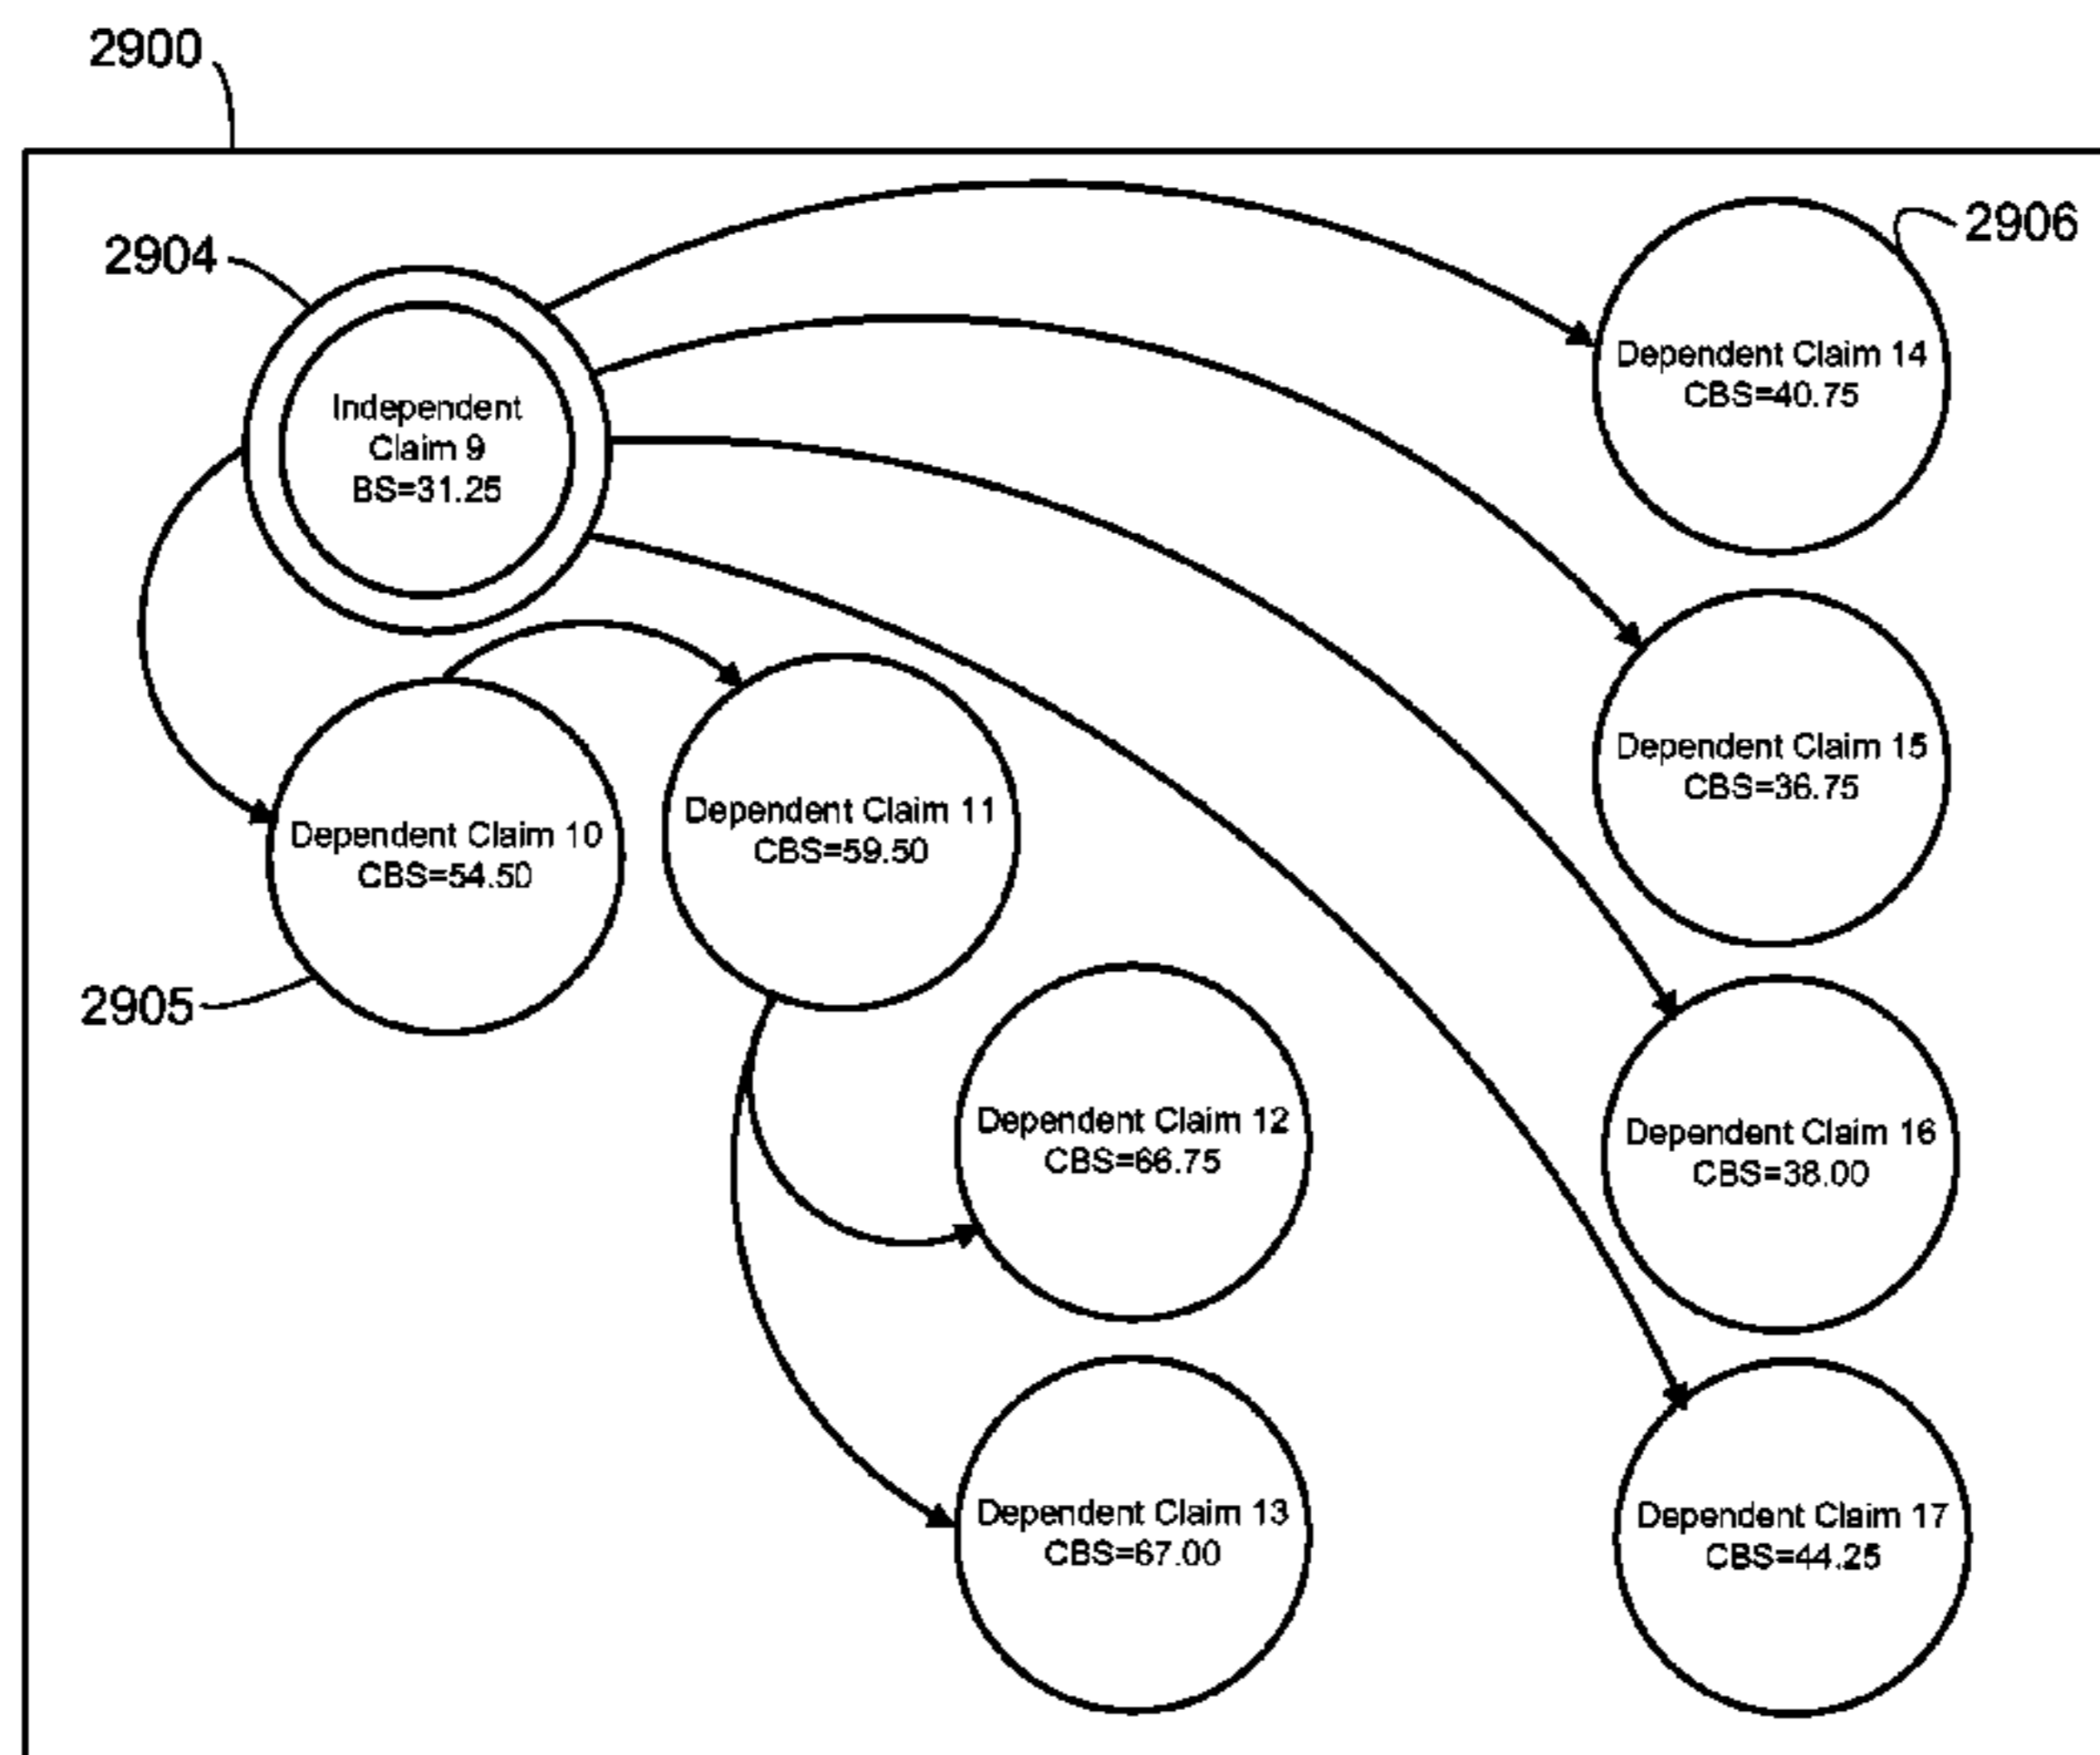 2900
2904
2906
Independent
Claim 9
BS=31.25
Dependent Claim 14
CBS=40.75
Dependent Claim 15
CBS=36.75
Dependent Claim 10
CBS=54.50
Dependent Claim 11
CBS=59.50
2905
Dependent Claim 12
CBS=66.75
Dependent Claim 16
CBS=38.00
Dependent Claim 13
CBS=67.00
Dependent Claim 17
CBS=44.25